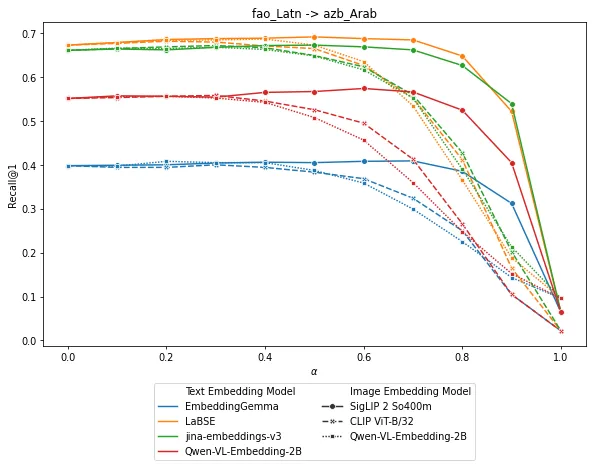 fao_Latn -> azb_Arab
0.7
0.6
0.5
0.4
0.3
0.2
0.1
0.0
Recall@1
0.0 0.2 0.4 0.6 0.8 1.0
α
Text Embedding Model Image Embedding Model
EmbeddingGemma SigLIP 2 So400m
LaBSE CLIP ViT-B/32
jina-embeddings-v3 Qwen-VL-Embedding-2B
Qwen-VL-Embedding-2B